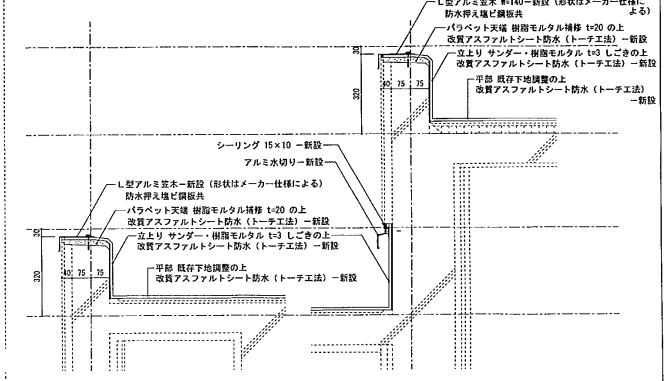 L型アルミ笠木 W=140−新設（形状はメーカー仕様に
よる）
防水押え塩ビ鋼板共
パラペット天端 樹脂モルタル補修 t=20 の上
改質アスファルトシート防水（トーチ工法）−新設
立上り サンダー・樹脂モルタル t=3 しごきの上
改質アスファルトシート防水（トーチ工法）−新設
平部 既存下地調整の上
改質アスファルトシート防水（トーチ工法）
−新設
30
320
40 75 75
シーリング 15×10 −新設
アルミ水切り−新設
L型アルミ笠木−新設（形状はメーカー仕様による）
防水押え塩ビ鋼板共
パラペット天端 樹脂モルタル補修 t=20 の上
改質アスファルトシート防水（トーチ工法）−新設
立上り サンダー・樹脂モルタル t=3 しごきの上
改質アスファルトシート防水（トーチ工法）−新設
平部 既存下地調整の上
改質アスファルトシート防水（トーチ工法）−新設
30
320
40 75 75